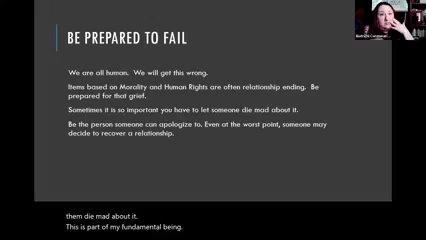 BE PREPARED TO FAIL
We are all human. We will get this wrong.
Items based on Morality and Human Rights are often relationship ending. Be
prepared for that grief.
Sometimes it is so important you have to let someone die mad about it.
Be the person someone can apologize to. Even at the worst point, someone may
decide to recover a relationship.
them die mad about it.
This is part of my fundamental being.